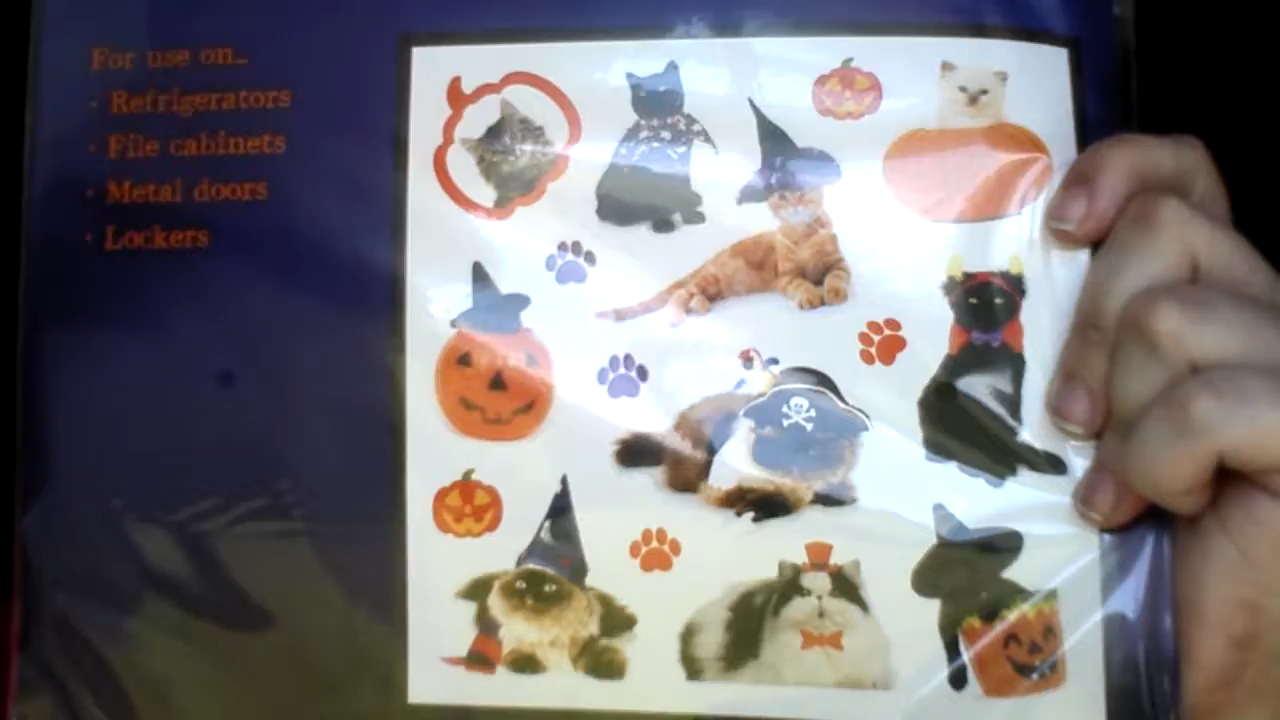 For use on...
· Refrigerators
· File cabinets
· Metal doors
· Lockers